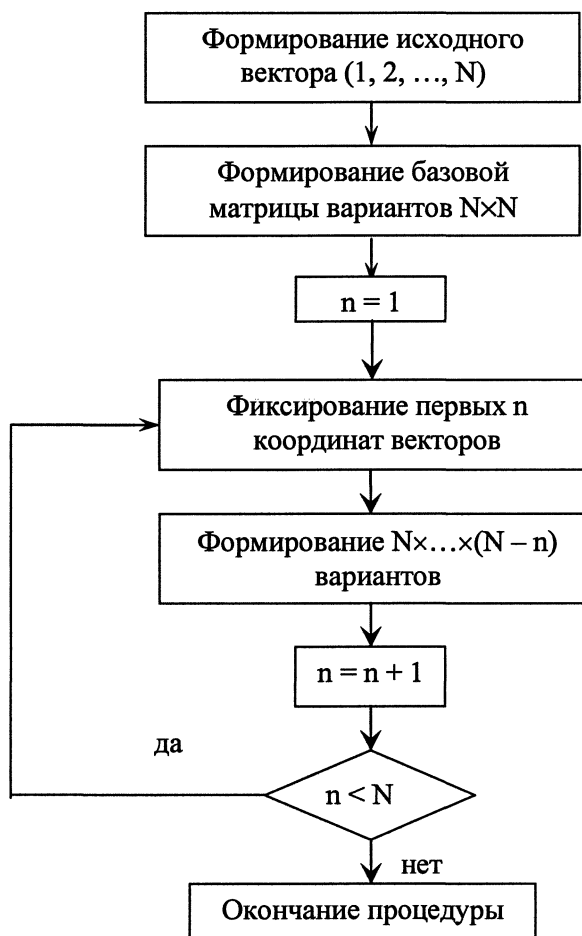 Формирование исходного
вектора (1, 2, …, N)
Формирование базовой
матрицы вариантов N×N
n = 1
Фиксирование первых n
координат векторов
Формирование N×…×(N – n)
вариантов
n = n + 1
да
n < N
нет
Окончание процедуры